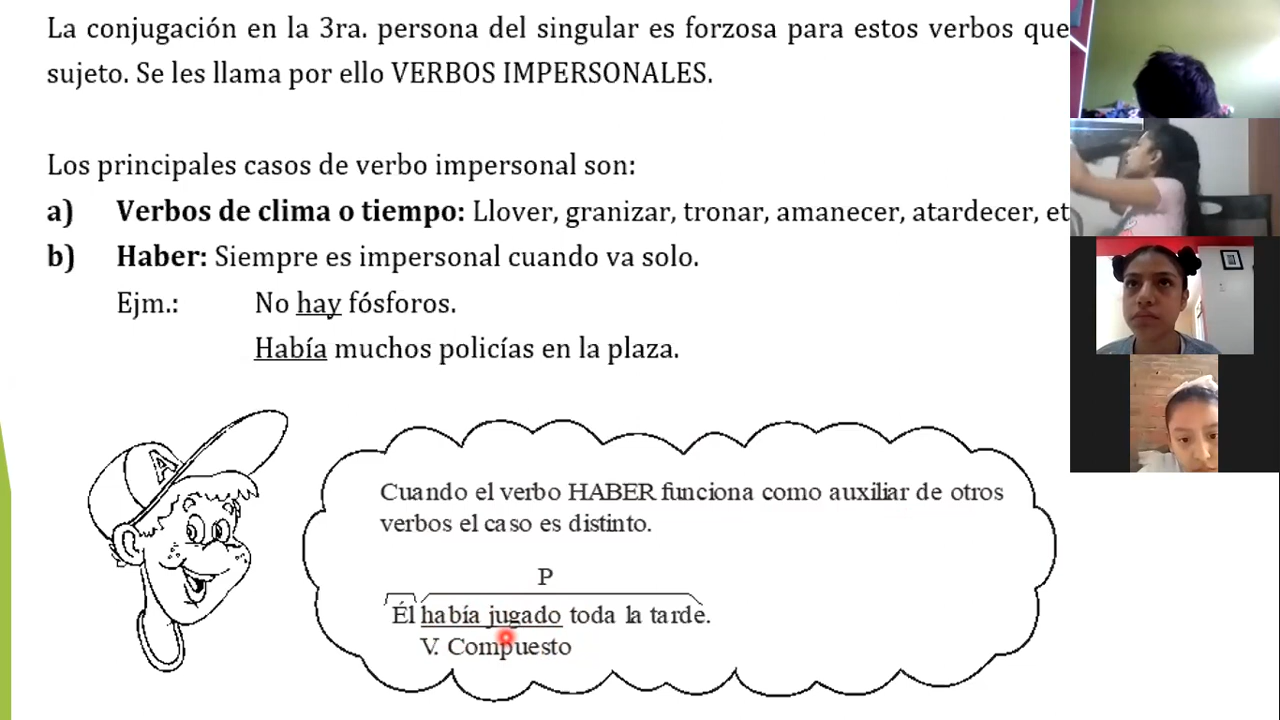 La conjugación en la 3ra. persona del singular es forzosa para estos verbos que
sujeto. Se les llama por ello VERBOS IMPERSONALES.
Los principales casos de verbo impersonal son:
a) Verbos de clima o tiempo: Llover, granizar, tronar, amanecer, atardecer, et
b) Haber: Siempre es impersonal cuando va solo.
Ejm.: No hay fósforos.
Había muchos policías en la plaza.
A
Cuando el verbo HABER funciona como auxiliar de otros
verbos el caso es distinto.
P
Él había jugado toda la tarde.
V. Compuesto